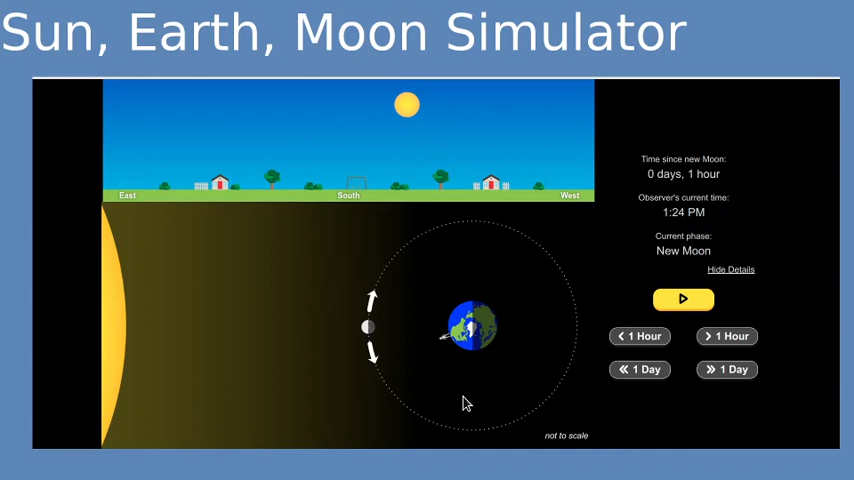 Sun, Earth, Moon Simulator
East
South
West
Time since new Moon:
0 days, 1 hour
Observer's current time:
1:24 PM
Current phase:
New Moon
Hide Details
1 Hour
1 Hour
1 Day
1 Day
not to scale